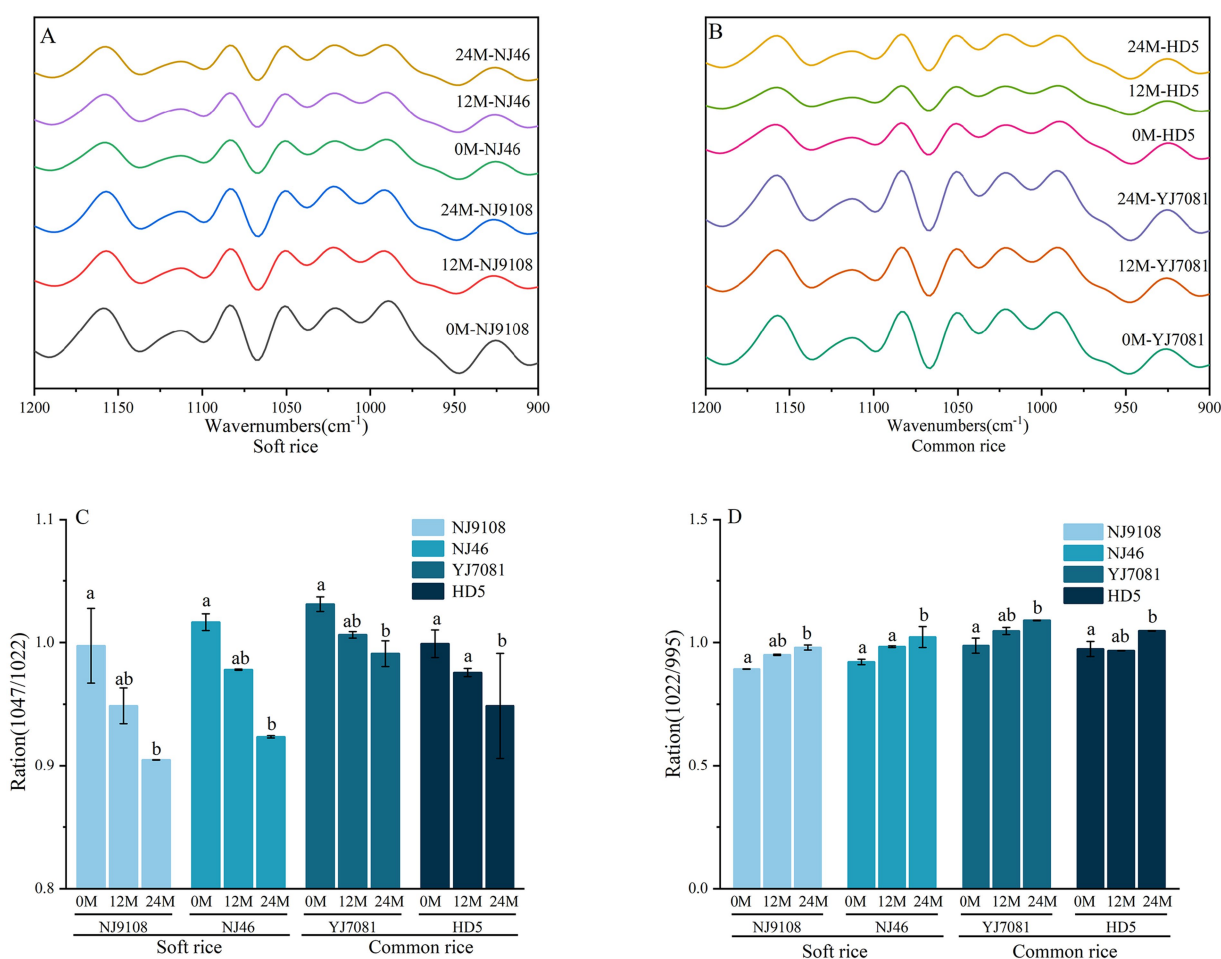 A
24M-NJ46
12M-NJ46
0M-NJ46
24M-NJ9108
12M-NJ9108
0M-NJ9108
1200 1150 1100 1050 1000 950 900
Wavernumbers(cm-1)
Soft rice
B
24M-HD5
12M-HD5
0M-HD5
24M-YJ7081
12M-YJ7081
0M-YJ7081
1200 1150 1100 1050 1000 950 900
Wavenumbers(cm-1)
Common rice
C
NJ9108
NJ46
YJ7081
HD5
Ration(1047/1022)
1.1
1.0
0.9
0.8
a ab b a ab b a ab b a a b
0M 12M 24M 0M 12M 24M 0M 12M 24M 0M 12M 24M
NJ9108 NJ46 YJ7081 HD5
Soft rice Common rice
D
NJ9108
NJ46
YJ7081
HD5
Ration(1022/995)
1.5
1.0
0.5
0.0
a ab b a a b a ab b a ab b
0M 12M 24M 0M 12M 24M 0M 12M 24M 0M 12M 24M
NJ9108 NJ46 YJ7081 HD5
Soft rice Common rice